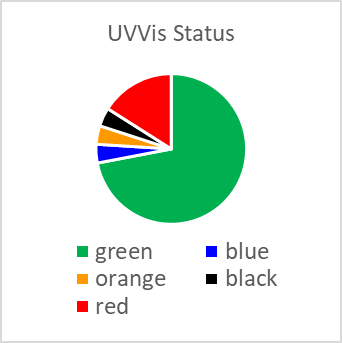 UVVis Status
green blue
orange black
red